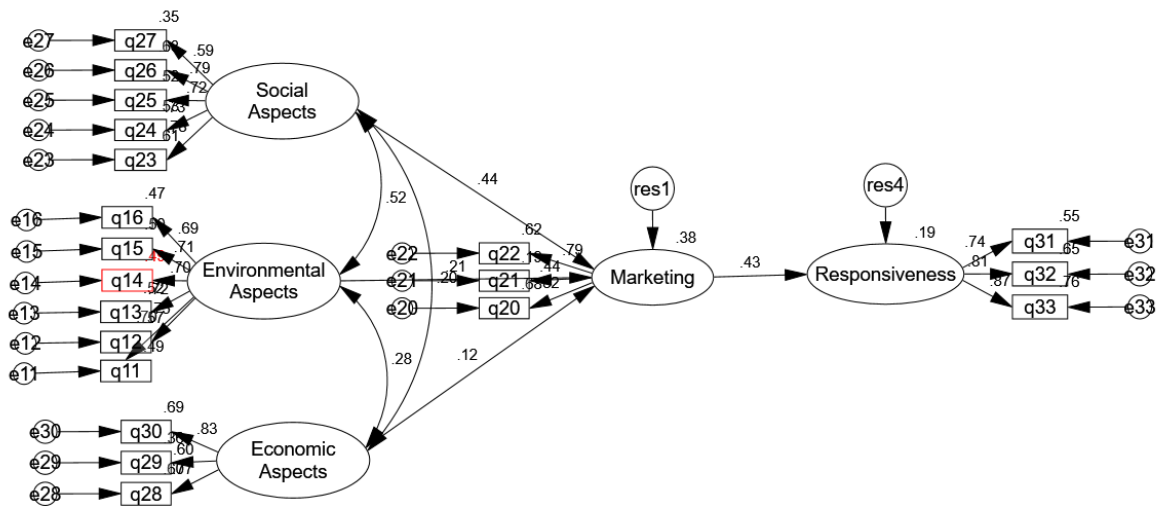 .35
e27
q27
.59
e26
q26
.79
e25
q25
.72
Social
Aspects
e24
q24
.73
.61
e23
q23
.44
.52
.47
e16
q16
.69
e15
q15
.71
e14
q14
.70
Environmental
Aspects
e13
q13
e12
q12
.49
e11
q11
res1
res4
.62
e22
q22
.79
.38
.21
.20
e21
q21
.44
Marketing
.43
e20
q20
.19
Responsiveness
.55
.74
q31
e31
.65
.81
q32
e32
.76
.87
q33
e33
.28
.12
.69
e30
q30
.83
e29
q29
.60
Economic
Aspects
e28
q28